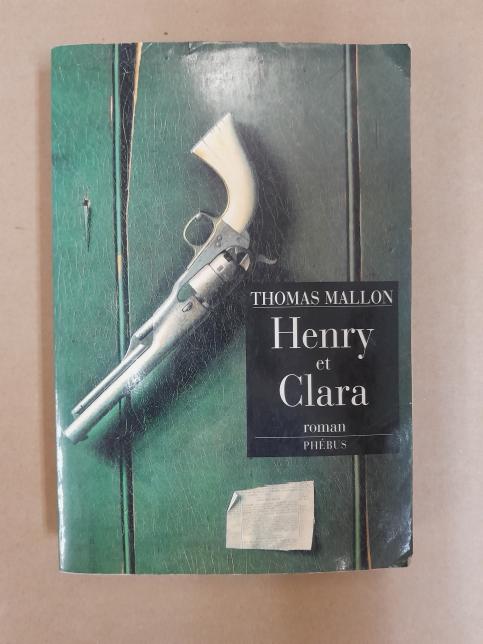 THOMAS MALLON
Henry
et
Clara
roman
PHÉBUS